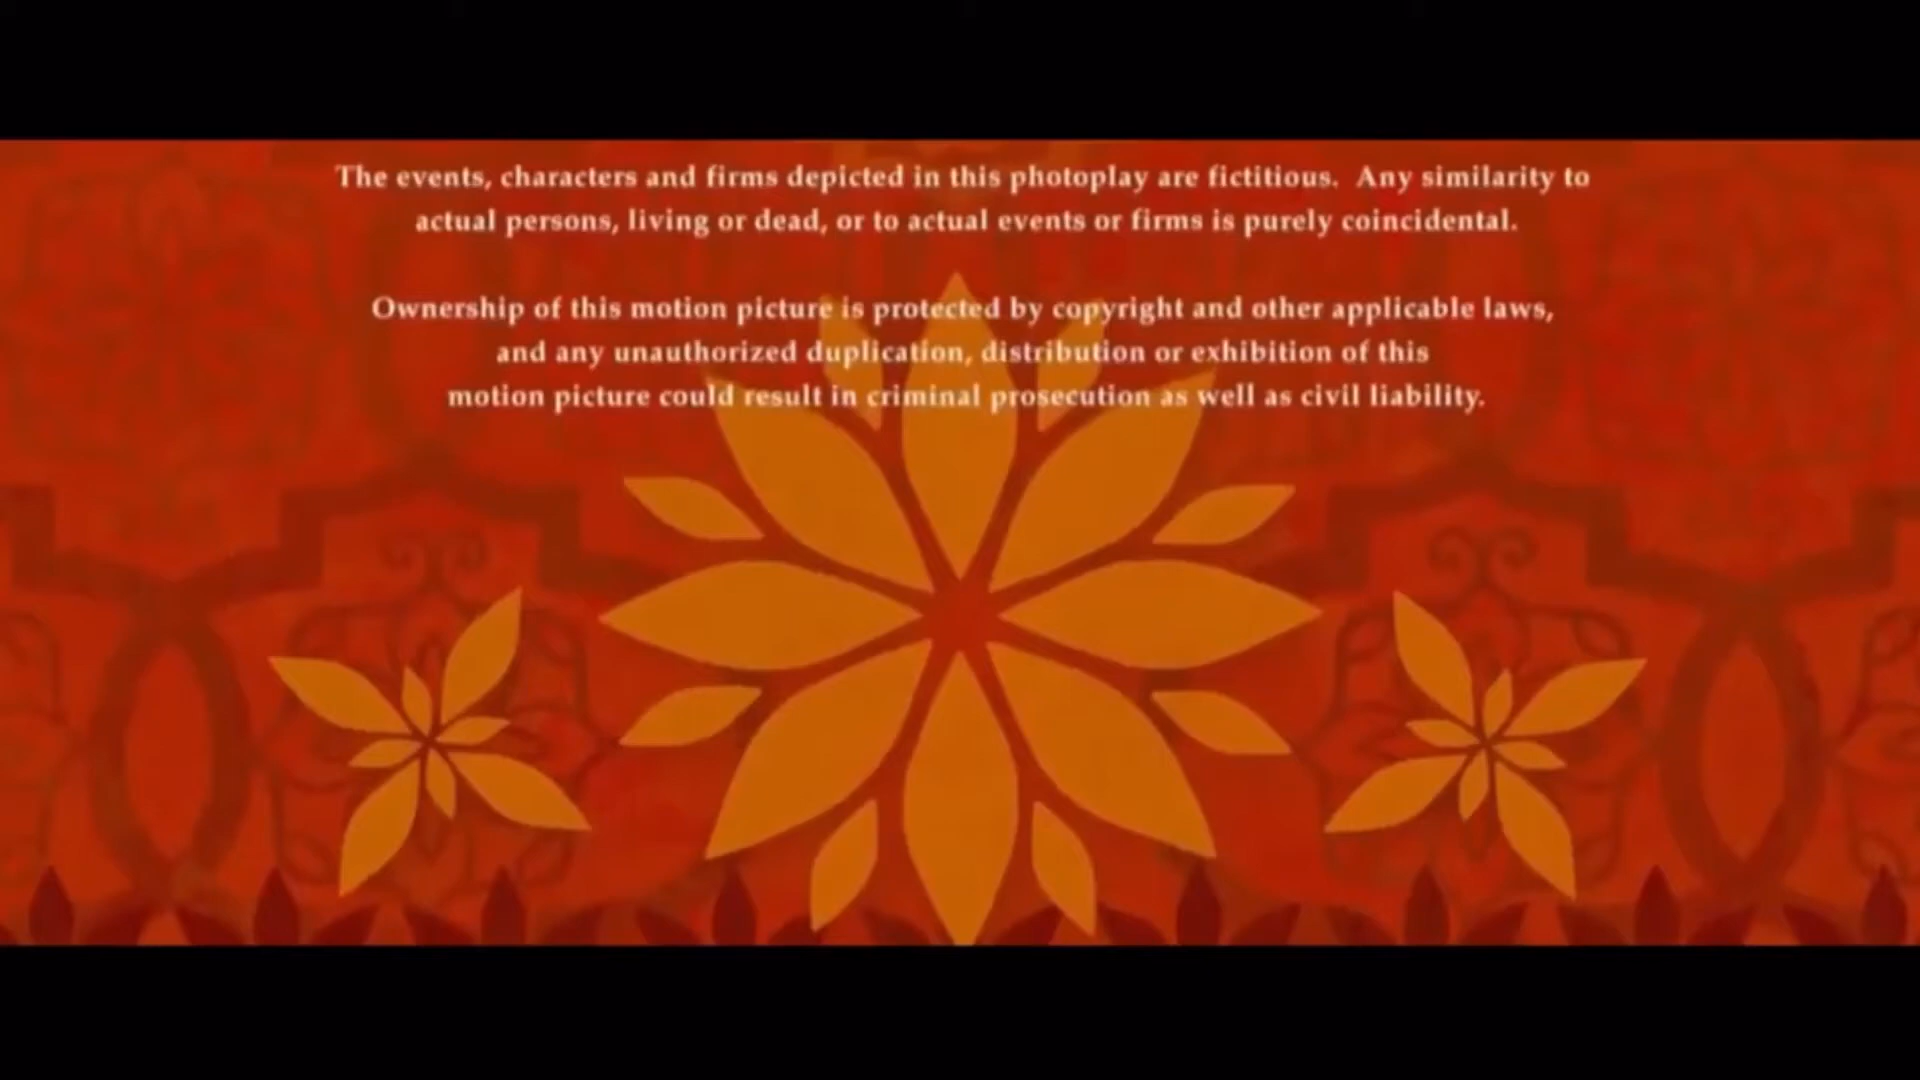 The events, characters and firms depicted in this photoplay are fictitious.  Any similarity to
actual persons, living or dead, or to actual events or firms is purely coincidental.
Ownership of this motion picture is protected by copyright and other applicable laws,
and any unauthorized duplication, distribution or exhibition of this
motion picture could result in criminal prosecution as well as civil liability.